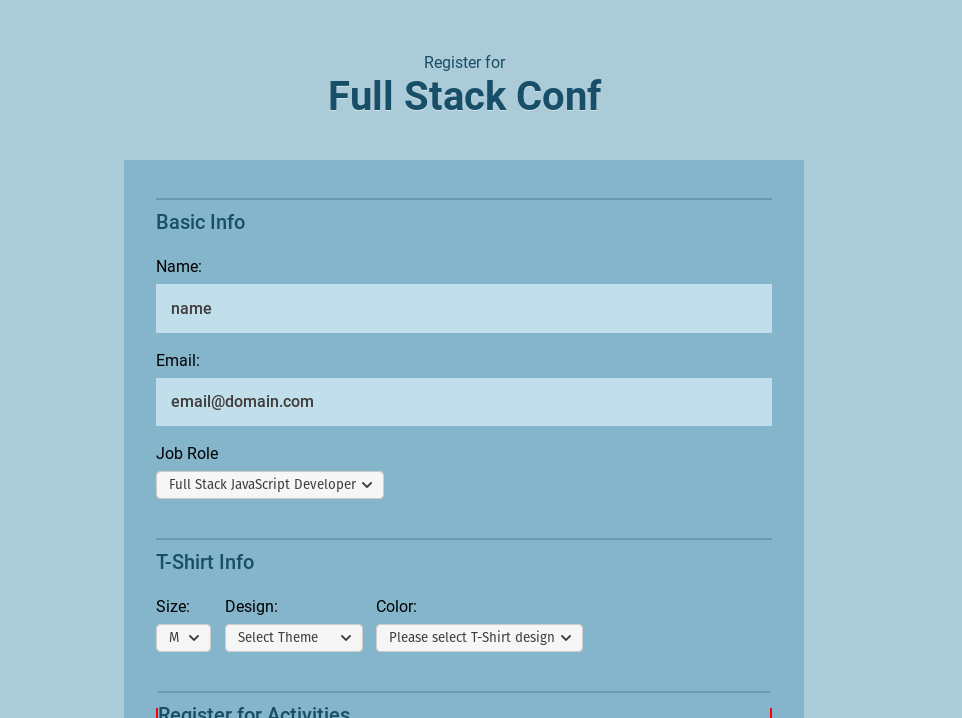 Register for
Full Stack Conf
Basic Info
Name:
name
Email:
email@domain.com
Job Role
Full Stack JavaScript Developer
T-Shirt Info
Size: Design: Color:
M Select Theme Please select T-Shirt design
Register for Activities